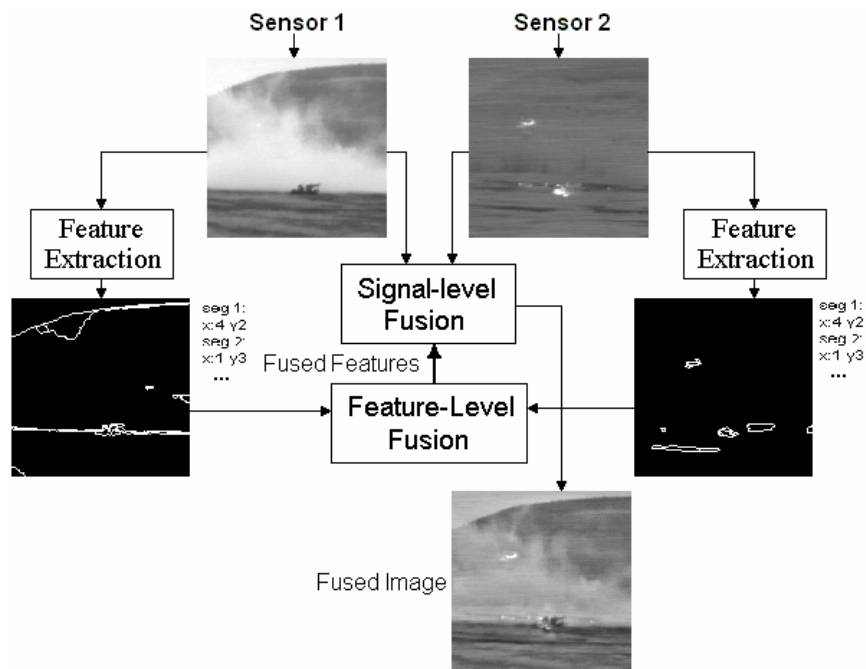 Sensor 1
Sensor 2
Feature
Extraction
Feature
Extraction
Signal-level
Fusion
seg 1:
x:4 y2
seg 2:
x:1 y3
...
seg 1:
x:4 y2
seg 2:
x:1 y3
...
Fused Features
Feature-Level
Fusion
Fused Image